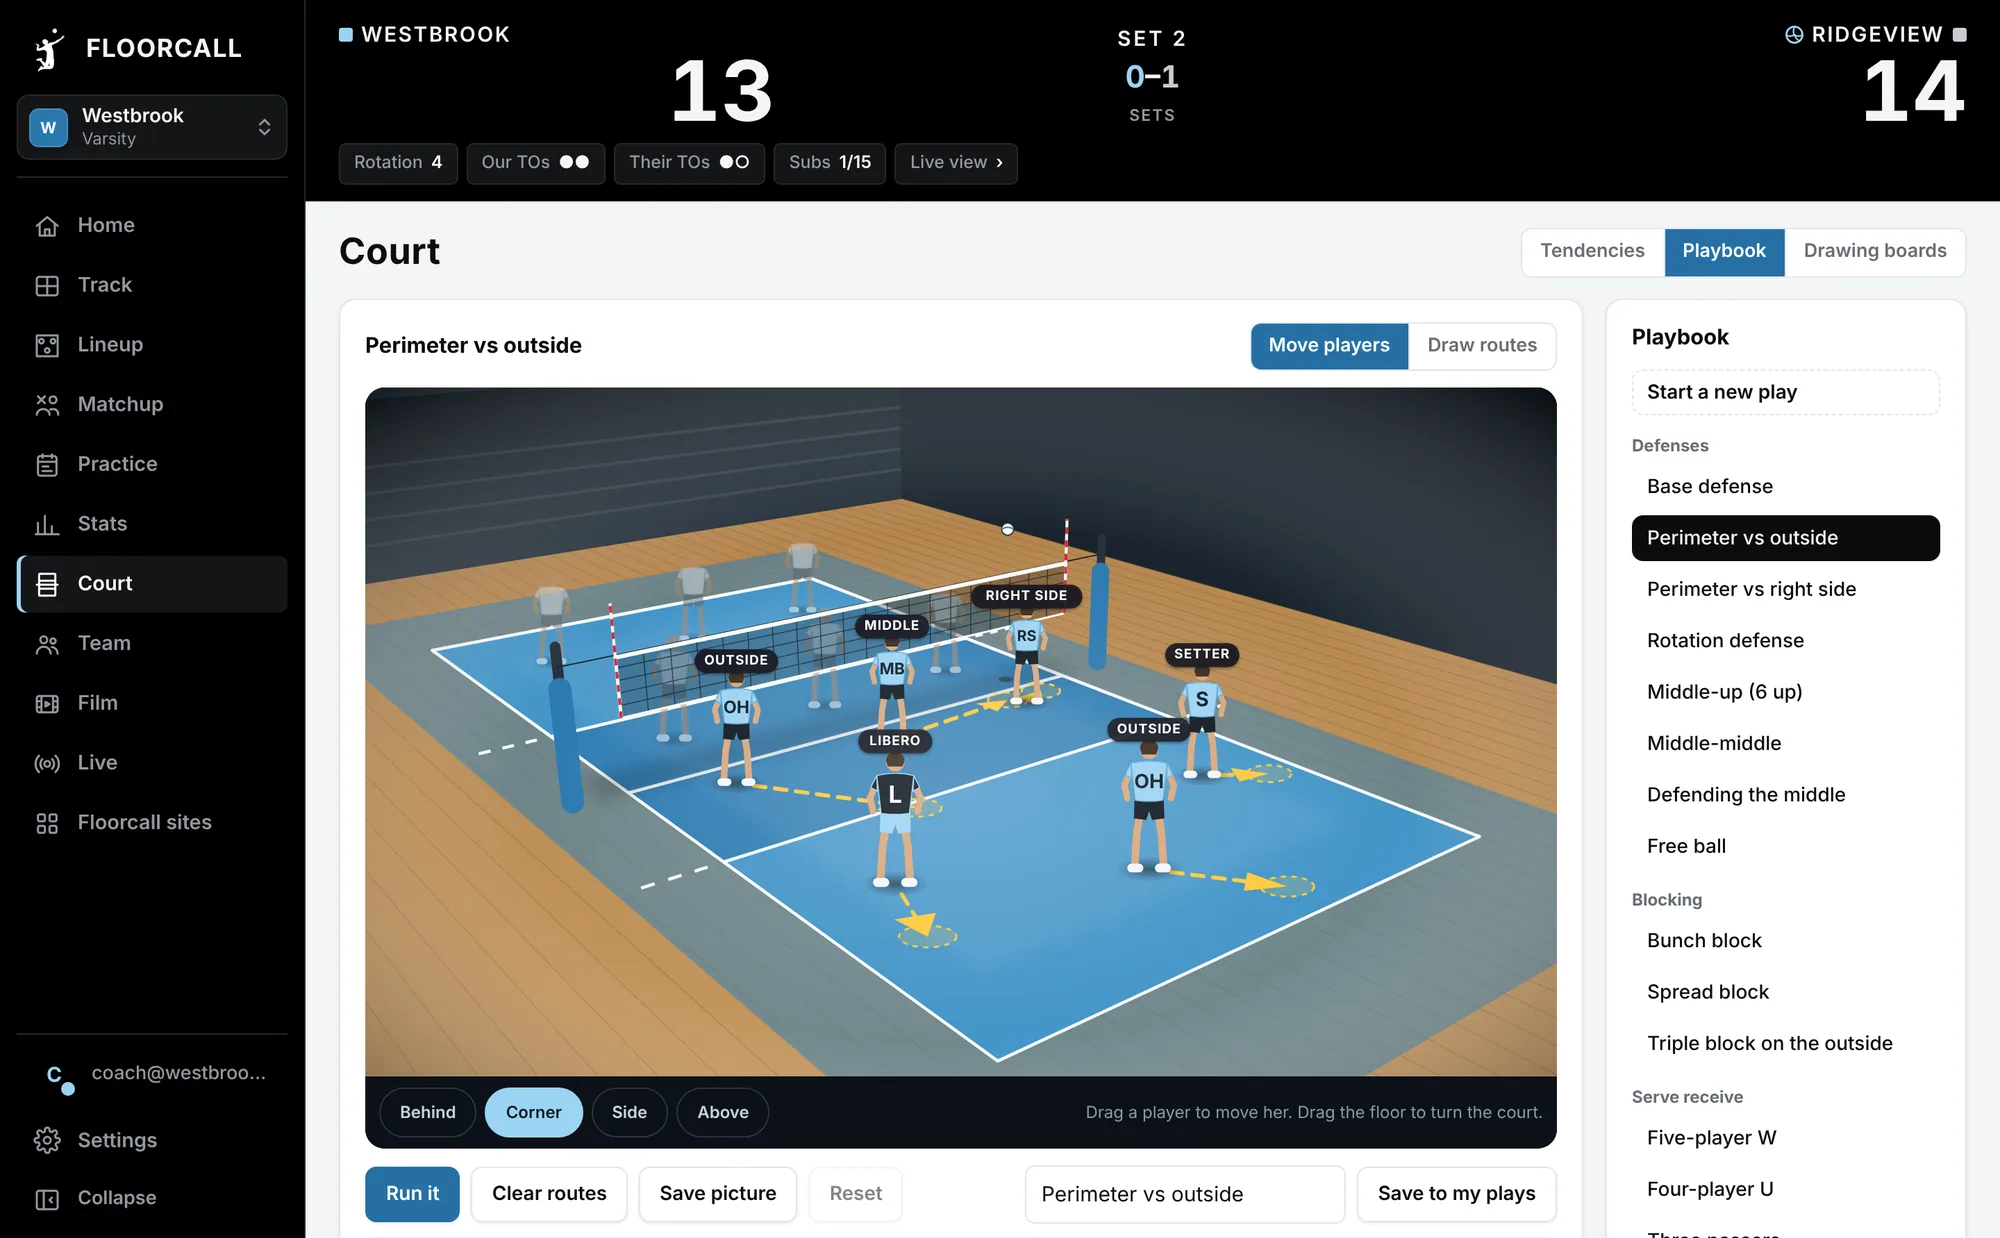 FLOORCALL
W
Westbrook
Varsity
Home
Track
Lineup
Matchup
Practice
Stats
Court
Team
Film
Live
Floorcall sites
C
coach@westbroo...
Settings
Collapse
WESTBROOK
13
SET 2
0–1
SETS
RIDGEVIEW
14
Rotation 4
Our TOs
Their TOs
Subs 1/15
Live view ›
Court
Tendencies
Playbook
Drawing boards
Perimeter vs outside
Move players
Draw routes
RIGHT SIDE
RS
MIDDLE
MB
OUTSIDE
OH
SETTER
S
OUTSIDE
OH
LIBERO
L
Behind
Corner
Side
Above
Drag a player to move her. Drag the floor to turn the court.
Run it
Clear routes
Save picture
Reset
Perimeter vs outside
Save to my plays
Playbook
Start a new play
Defenses
Base defense
Perimeter vs outside
Perimeter vs right side
Rotation defense
Middle-up (6 up)
Middle-middle
Defending the middle
Free ball
Blocking
Bunch block
Spread block
Triple block on the outside
Serve receive
Five-player W
Four-player U